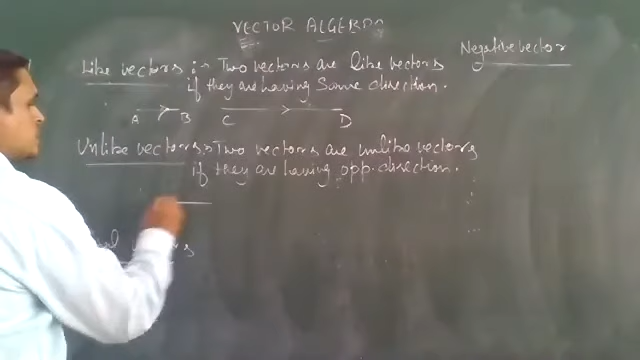 VECTOR ALGEBRA
Like vectors :→ Two vectors are like vectors
if they are having Same direction.
A B C D
Unlike vectors :→ Two vectors are unlike vectors
if they are having opp. direction.
Negative vector